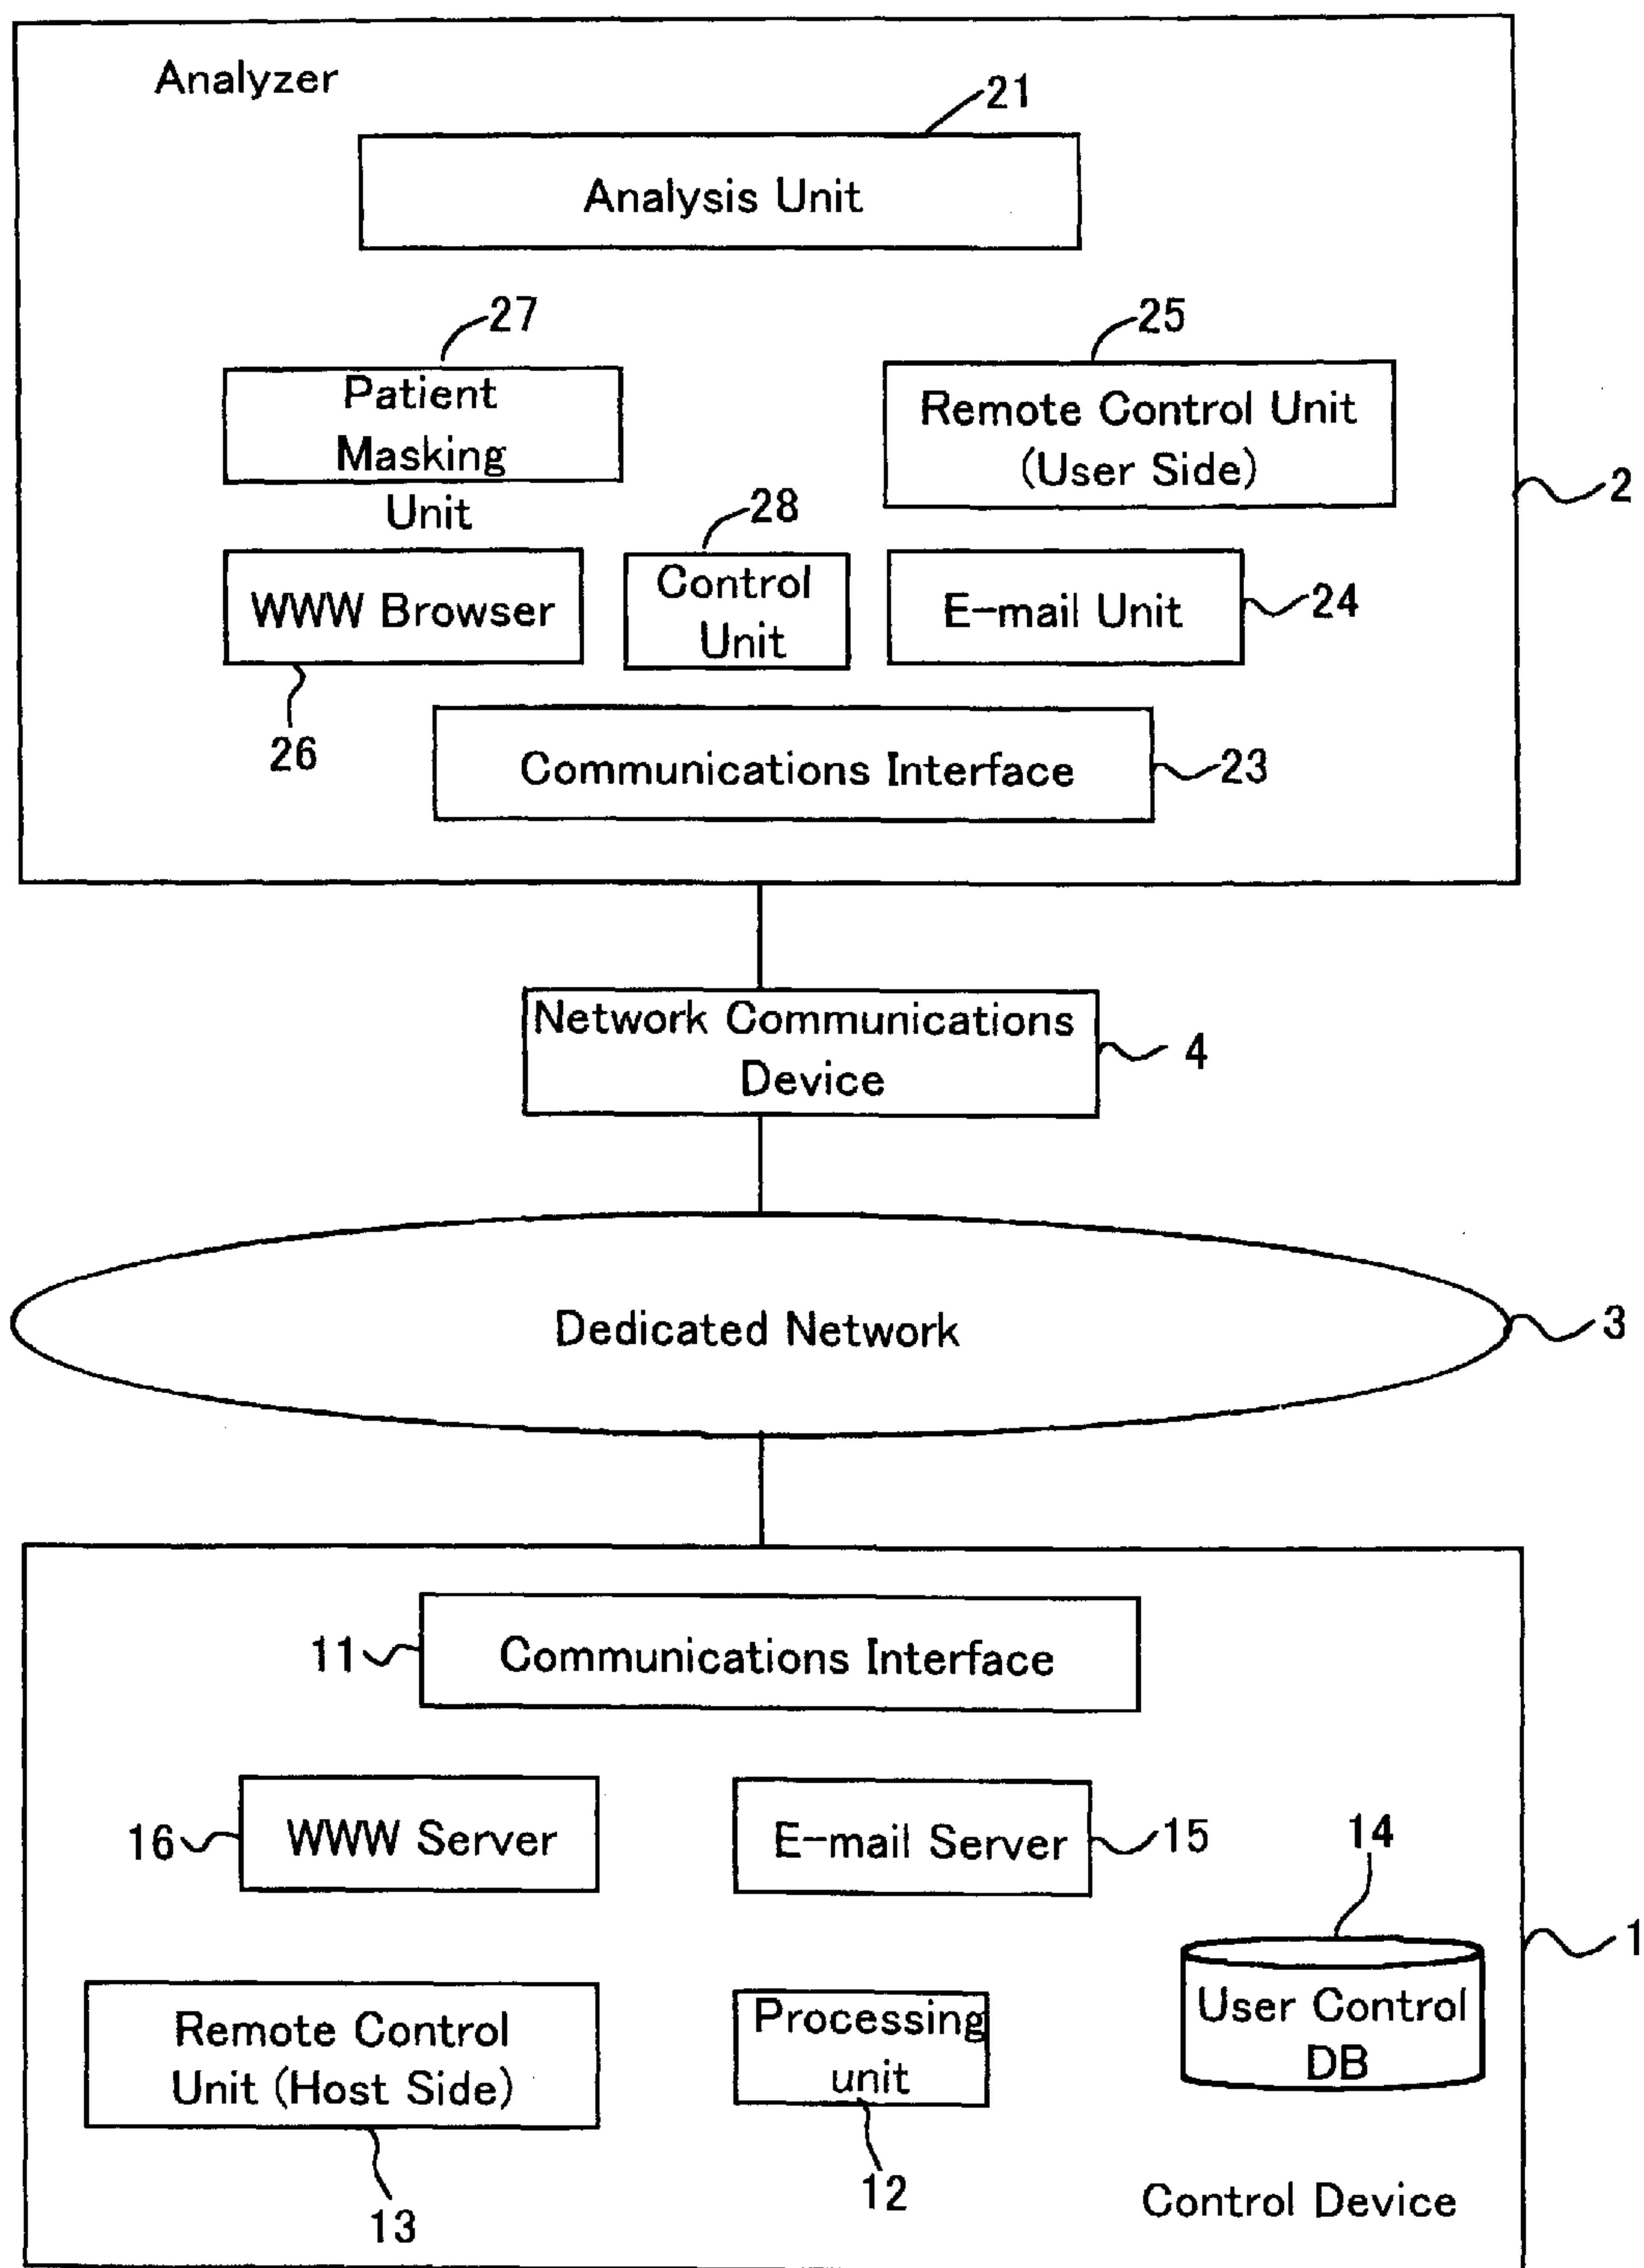 Analyzer
21
Analysis Unit
27
25
Patient
Masking
Unit
Remote Control Unit
(User Side)
2
28
WWW Browser
Control
Unit
E-mail Unit
24
26
Communications Interface
23
Network Communications
Device
4
Dedicated Network
3
11
Communications Interface
16
WWW Server
E-mail Server
15
14
1
Remote Control
Unit (Host Side)
Processing
unit
User Control
DB
13
12
Control Device